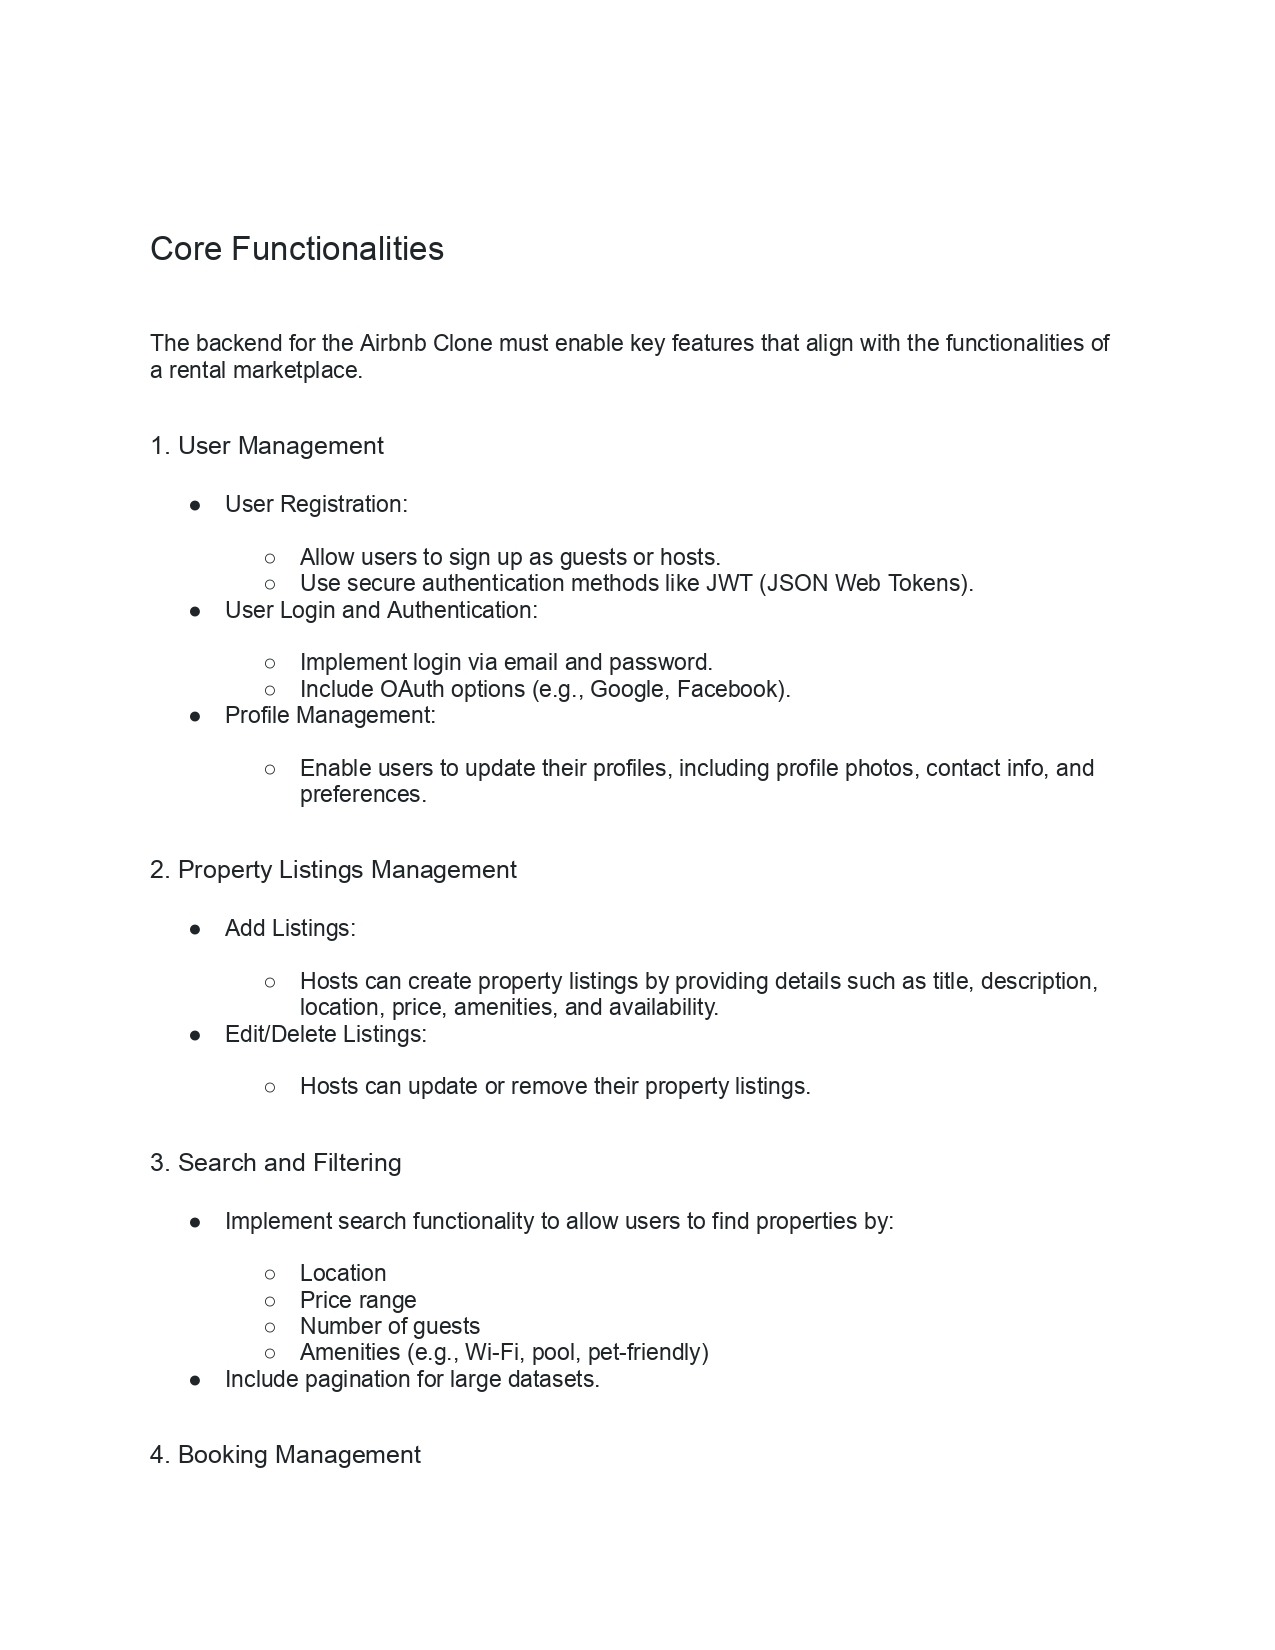 Core Functionalities
The backend for the Airbnb Clone must enable key features that align with the functionalities of
a rental marketplace.
1. User Management
● User Registration:
○ Allow users to sign up as guests or hosts.
○ Use secure authentication methods like JWT (JSON Web Tokens).
● User Login and Authentication:
○ Implement login via email and password.
○ Include OAuth options (e.g., Google, Facebook).
● Profile Management:
○ Enable users to update their profiles, including profile photos, contact info, and
preferences.
2. Property Listings Management
● Add Listings:
○ Hosts can create property listings by providing details such as title, description,
location, price, amenities, and availability.
● Edit/Delete Listings:
○ Hosts can update or remove their property listings.
3. Search and Filtering
● Implement search functionality to allow users to find properties by:
○ Location
○ Price range
○ Number of guests
○ Amenities (e.g., Wi-Fi, pool, pet-friendly)
● Include pagination for large datasets.
4. Booking Management